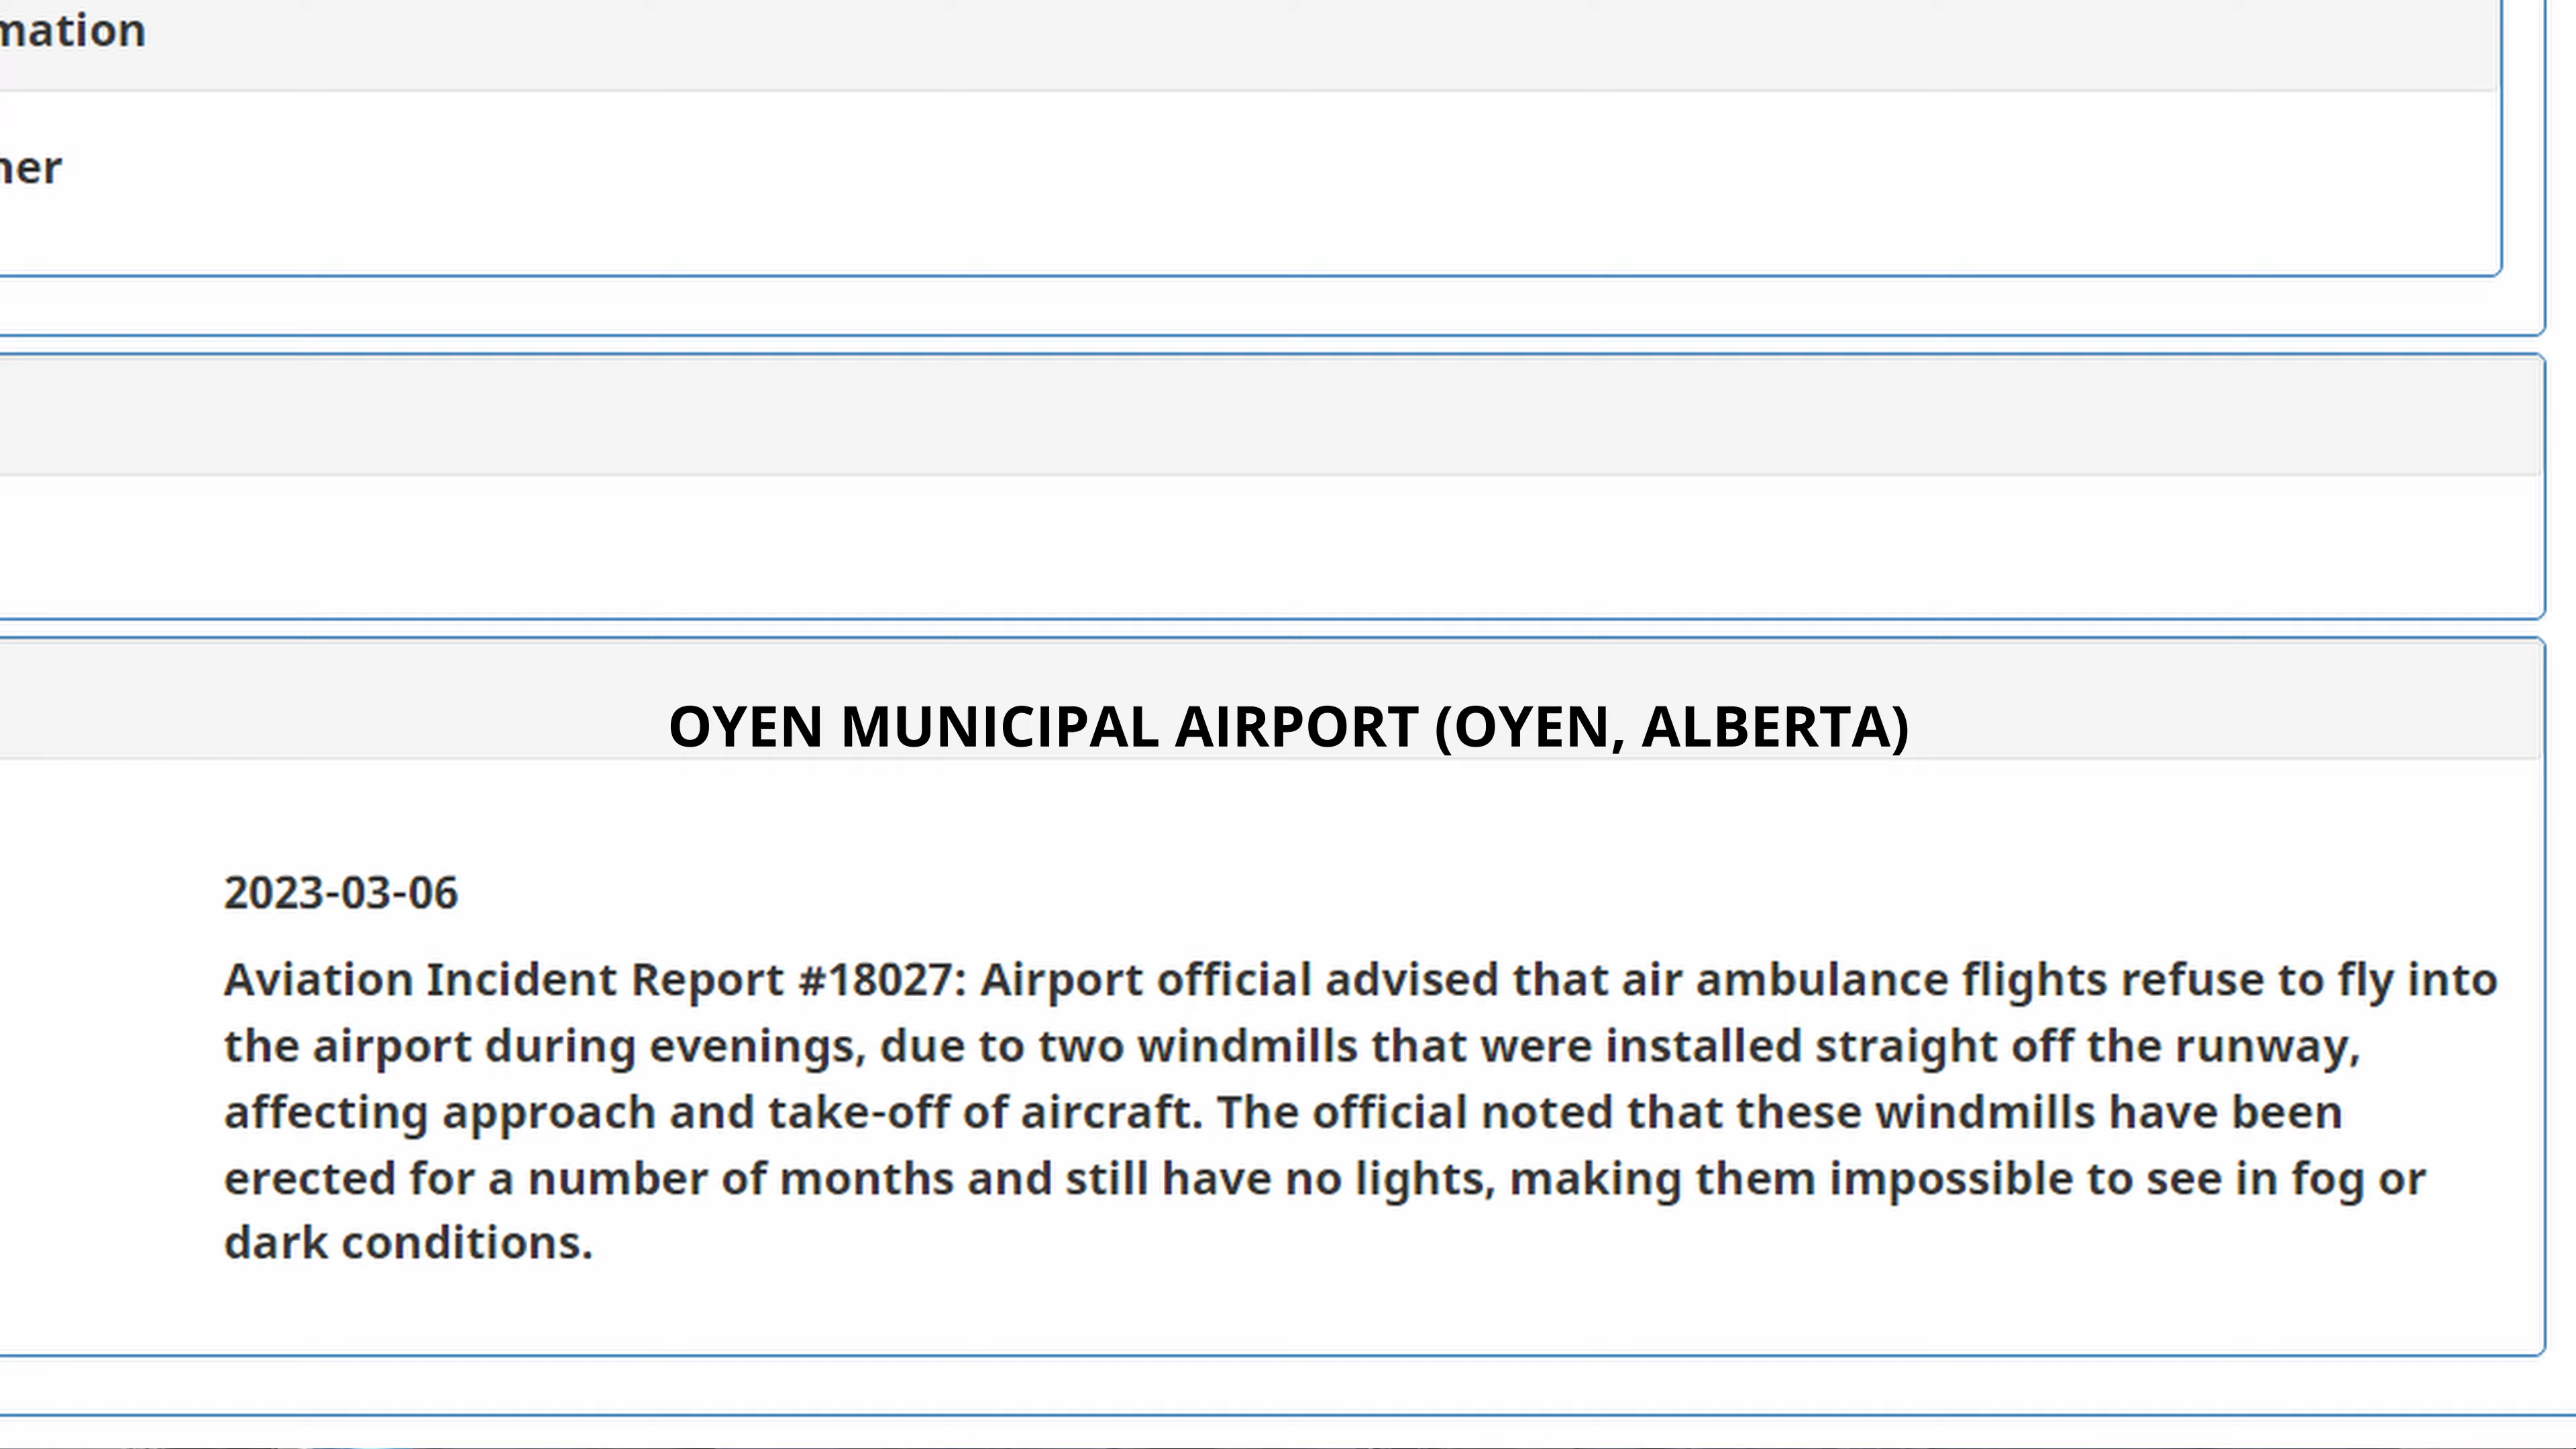 mation
her
OYEN MUNICIPAL AIRPORT (OYEN, ALBERTA)
2023-03-06
Aviation Incident Report #18027: Airport official advised that air ambulance flights refuse to fly into
the airport during evenings, due to two windmills that were installed straight off the runway,
affecting approach and take-off of aircraft. The official noted that these windmills have been
erected for a number of months and still have no lights, making them impossible to see in fog or
dark conditions.